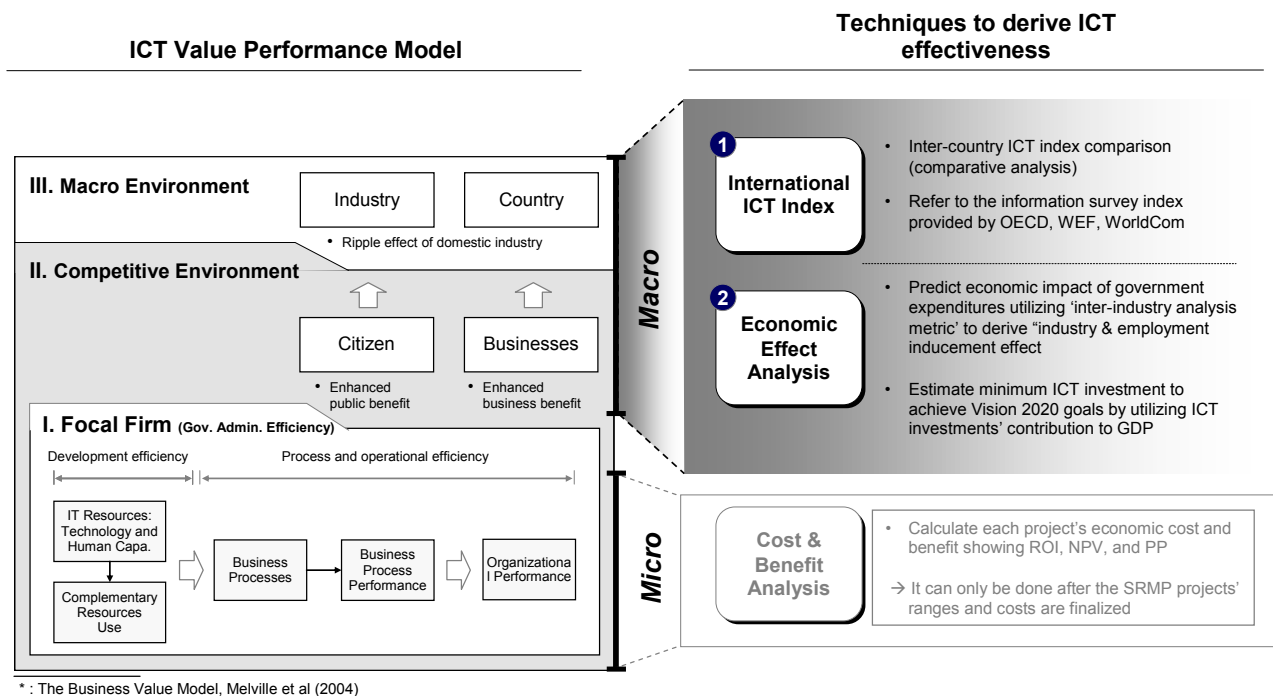 ICT Value Performance Model
Techniques to derive ICT
effectiveness
III. Macro Environment
Industry
Country
• Ripple effect of domestic industry
II. Competitive Environment
Citizen
Businesses
• Enhanced
public benefit
• Enhanced
business benefit
I. Focal Firm (Gov. Admin. Efficiency)
Development efficiency
Process and operational efficiency
IT Resources:
Technology and
Human Capa.
Complementary
Resources
Use
Business
Processes
Business
Process
Performance
Organizationa
l Performance
Macro
Micro
1
International
ICT Index
• Inter-country ICT index comparison
(comparative analysis)
• Refer to the information survey index
provided by OECD, WEF, WorldCom
2
Economic
Effect
Analysis
• Predict economic impact of government
expenditures utilizing ‘inter-industry analysis
metric’ to derive “industry & employment
inducement effect
• Estimate minimum ICT investment to
achieve Vision 2020 goals by utilizing ICT
investments’ contribution to GDP
Cost &
Benefit
Analysis
• Calculate each project’s economic cost and
benefit showing ROI, NPV, and PP
→ It can only be done after the SRMP projects’
ranges and costs are finalized
* : The Business Value Model, Melville et al (2004)